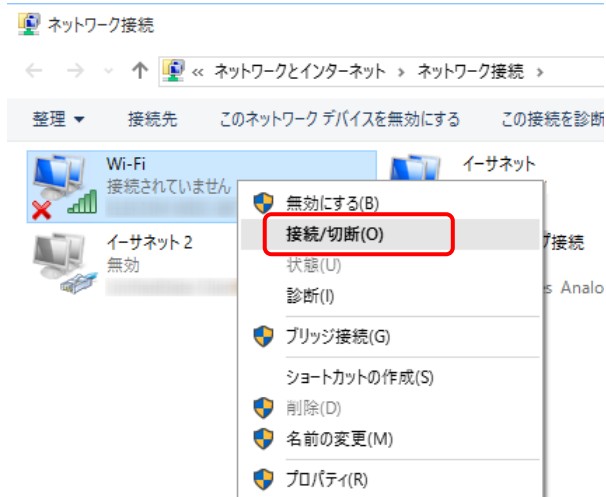 ネットワーク接続
« ネットワークとインターネット › ネットワーク接続 ›
整理 ▼ 接続先 このネットワーク デバイスを無効にする この接続を診断
Wi-Fi
接続されていません
イーサネット
イーサネット 2
無効
プ接続
s Analo
無効にする(B)
接続/切断(O)
状態(U)
診断(I)
ブリッジ接続(G)
ショートカットの作成(S)
削除(D)
名前の変更(M)
プロパティ(R)